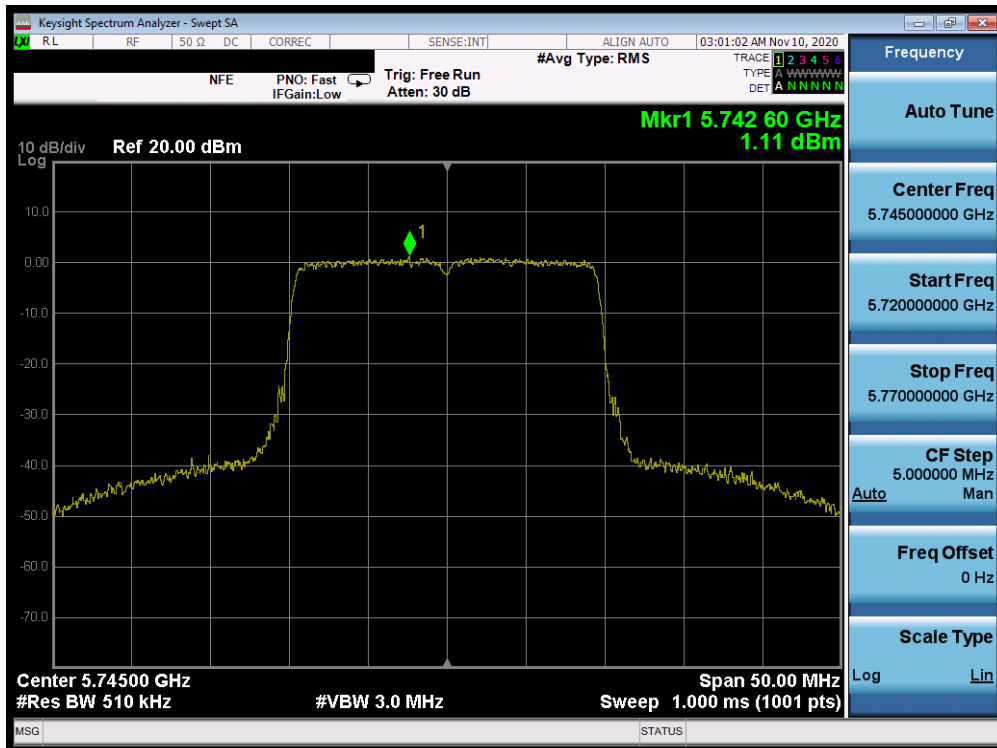 Keysight Spectrum Analyzer - Swept SA
LXI RL RF 50 Ω DC CORREC SENSE:INT ALIGN AUTO 03:01:02 AM Nov 10, 2020
NFE PNO: Fast IFGain:Low
Trig: Free Run
Atten: 30 dB
#Avg Type: RMS
TRACE 1 2 3 4 5 6
TYPE A WWWWW
DET A N N N N N
Mkr1 5.742 60 GHz
1.11 dBm
10 dB/div Ref 20.00 dBm
Log
10.0
1
0.00
-10.0
-20.0
-30.0
-40.0
-50.0
-60.0
-70.0
Center 5.74500 GHz Span 50.00 MHz
#Res BW 510 kHz #VBW 3.0 MHz Sweep 1.000 ms (1001 pts)
MSG STATUS
Frequency
Auto Tune
Center Freq
5.745000000 GHz
Start Freq
5.720000000 GHz
Stop Freq
5.770000000 GHz
CF Step
5.000000 MHz
Auto Man
Freq Offset
0 Hz
Scale Type
Log Lin